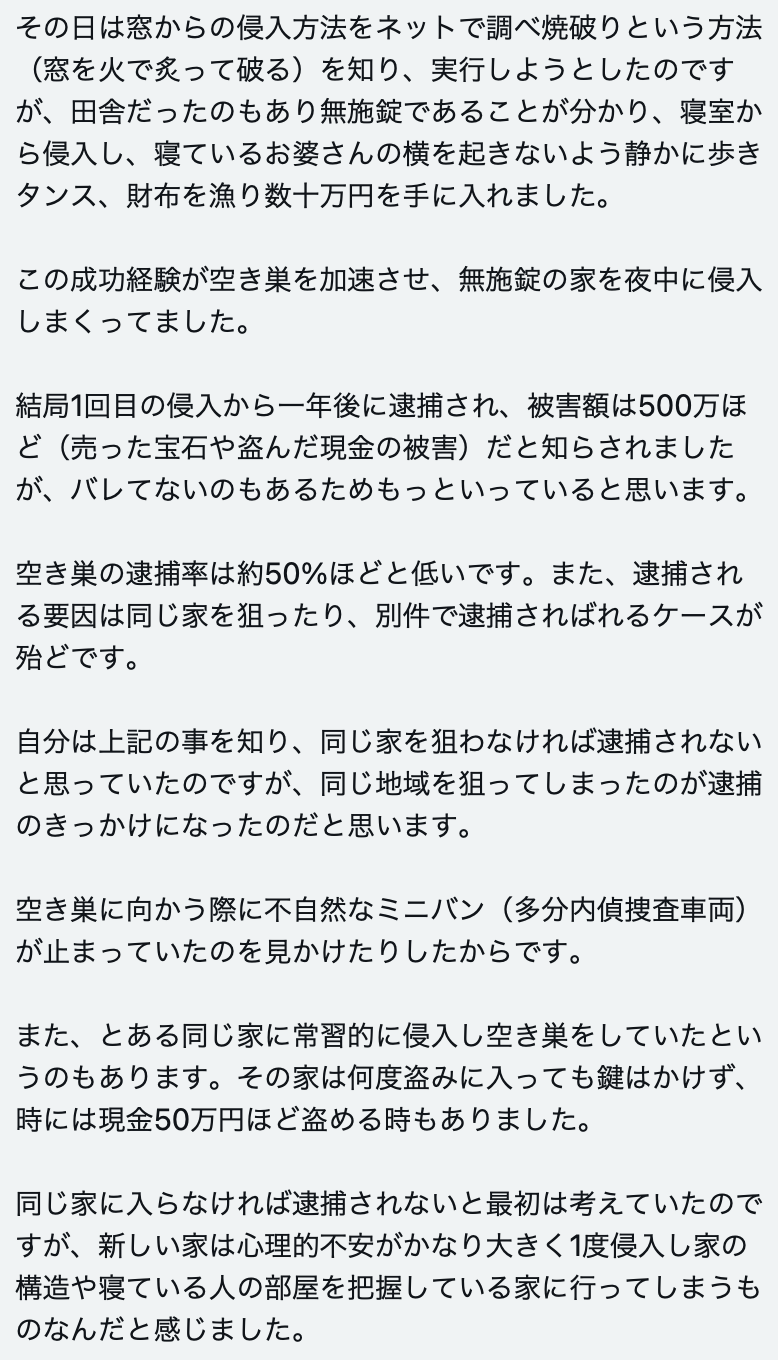 その日は窓からの侵入方法をネットで調べ焼破りという方法
（窓を火で炙って破る）を知り、実行しようとしたのです
が、田舎だったのもあり無施錠であることが分かり、寝室か
ら侵入し、寝ているお婆さんの横を起きないよう静かに歩き
タンス、財布を漁り数十万円を手に入れました。
この成功経験が空き巣を加速させ、無施錠の家を夜中に侵入
しまくってました。
結局1回目の侵入から一年後に逮捕され、被害額は500万ほ
ど（売った宝石や盗んだ現金の被害）だと知らされました
が、バレてないのもあるためもっといっていると思います。
空き巣の逮捕率は約50%ほどと低いです。また、逮捕され
る要因は同じ家を狙ったり、別件で逮捕さればれるケースが
殆どです。
自分は上記の事を知り、同じ家を狙わなければ逮捕されない
と思っていたのですが、同じ地域を狙ってしまったのが逮捕
のきっかけになったのだと思います。
空き巣に向かう際に不自然なミニバン（多分内偵捜査車両）
が止まっていたのを見かけたりしたからです。
また、とある同じ家に常習的に侵入し空き巣をしていたとい
うのもあります。その家は何度盗みに入っても鍵はかけず、
時には現金50万円ほど盗める時もありました。
同じ家に入らなければ逮捕されないと最初は考えていたので
すが、新しい家は心理的不安がかなり大きく1度侵入し家の
構造や寝ている人の部屋を把握している家に行ってしまうも
のなんだと感じました。